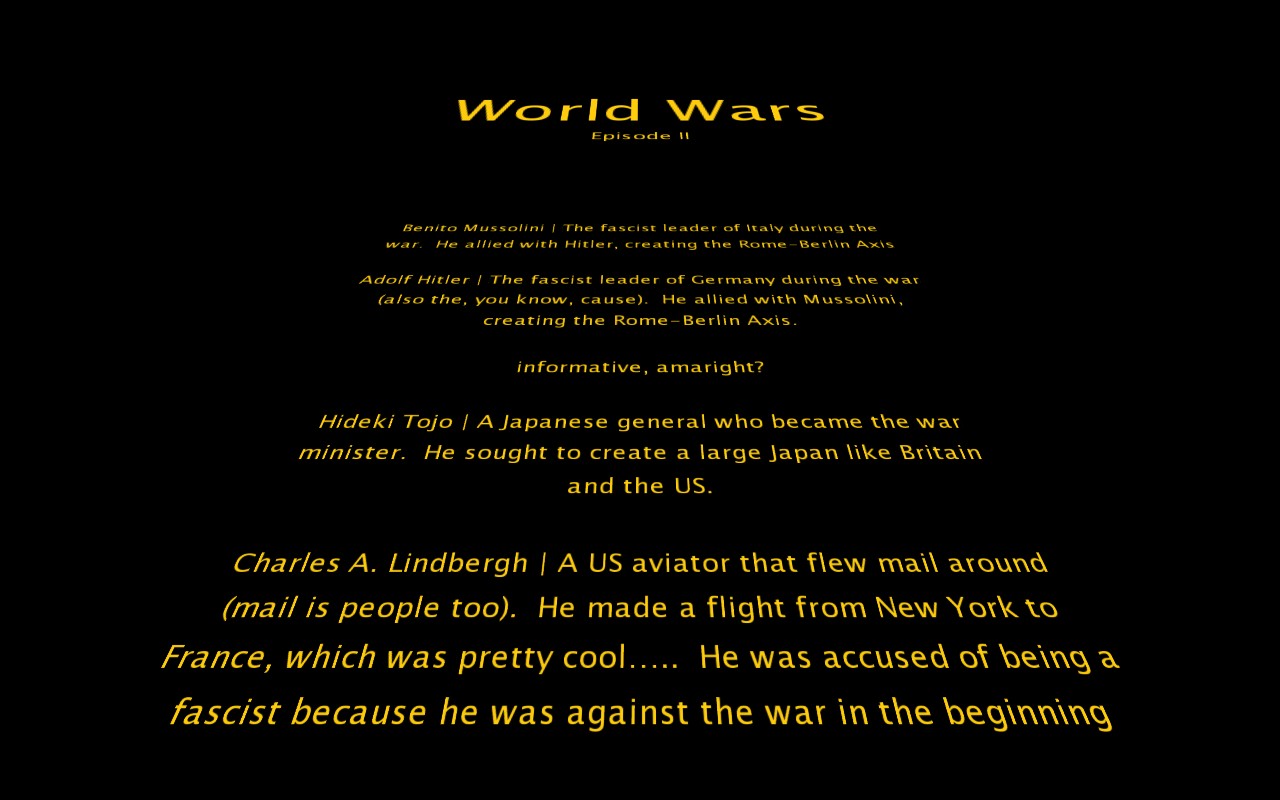 World Wars
Episode II
Benito Mussolini | The fascist leader of Italy during the
war.  He allied with Hitler, creating the Rome-Berlin Axis
Adolf Hitler | The fascist leader of Germany during the war
(also the, you know, cause).  He allied with Mussolini,
creating the Rome-Berlin Axis.
informative, amaright?
Hideki Tojo | A Japanese general who became the war
minister.  He sought to create a large Japan like Britain
and the US.
Charles A. Lindbergh | A US aviator that flew mail around
(mail is people too).  He made a flight from New York to
France, which was pretty cool.....  He was accused of being a
fascist because he was against the war in the beginning